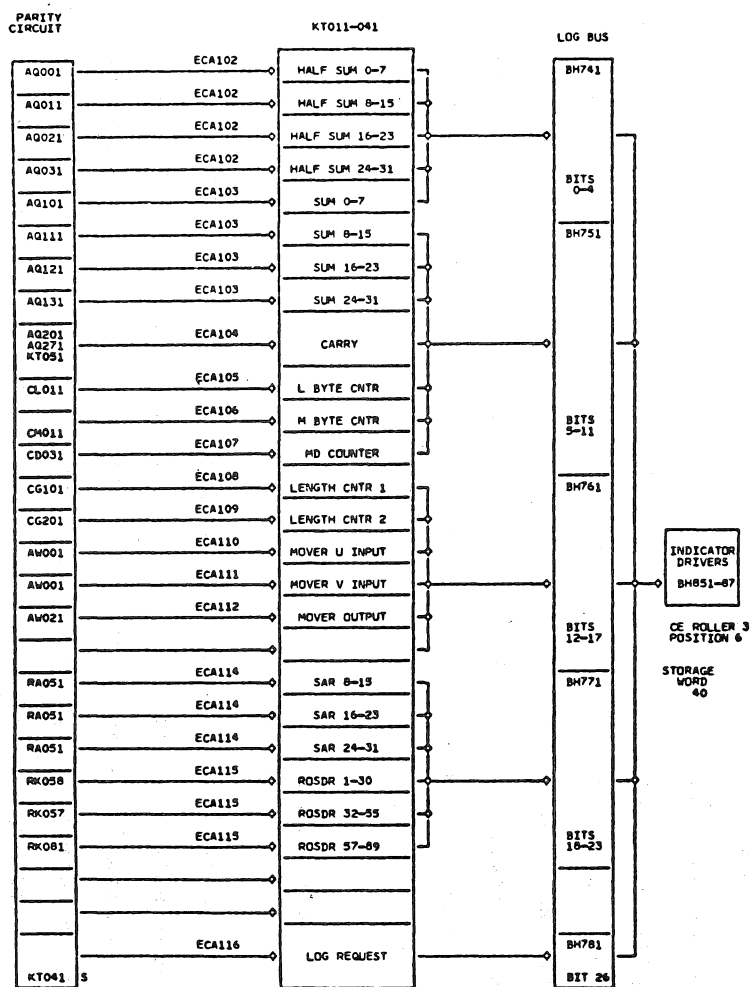 PARITY
CIRCUIT
KT011-041
LOG BUS
AQ001 ECA102 HALF SUM 0-7 BH741
AQ011 ECA102 HALF SUM 8-15
AQ021 ECA102 HALF SUM 16-23
AQ031 ECA102 HALF SUM 24-31
BITS
0-4
AQ101 ECA103 SUM 0-7
AQ111 ECA103 SUM 8-15 BH751
AQ121 ECA103 SUM 16-23
AQ131 ECA103 SUM 24-31
AQ201
AQ271
KT051
ECA104 CARRY
CL011 ECA105 L BYTE CNTR
CM011 ECA106 M BYTE CNTR
BITS
5-11
CD031 ECA107 MD COUNTER
CG101 ECA108 LENGTH CNTR 1 BH761
CG201 ECA109 LENGTH CNTR 2
AW001 ECA110 MOVER U INPUT
AW001 ECA111 MOVER V INPUT
INDICATOR
DRIVERS
BH851-87
AW021 ECA112 MOVER OUTPUT
BITS
12-17
CE ROLLER 3
POSITION 6
STORAGE
WORD
40
RA051 ECA114 SAR 8-15 BH771
RA051 ECA114 SAR 16-23
RA051 ECA114 SAR 24-31
RK058 ECA115 ROSDR 1-30
RK057 ECA115 ROSDR 32-55
RK081 ECA115 ROSDR 57-89
BITS
18-23
ECA116 LOG REQUEST BH781
KT041 S
BIT 26